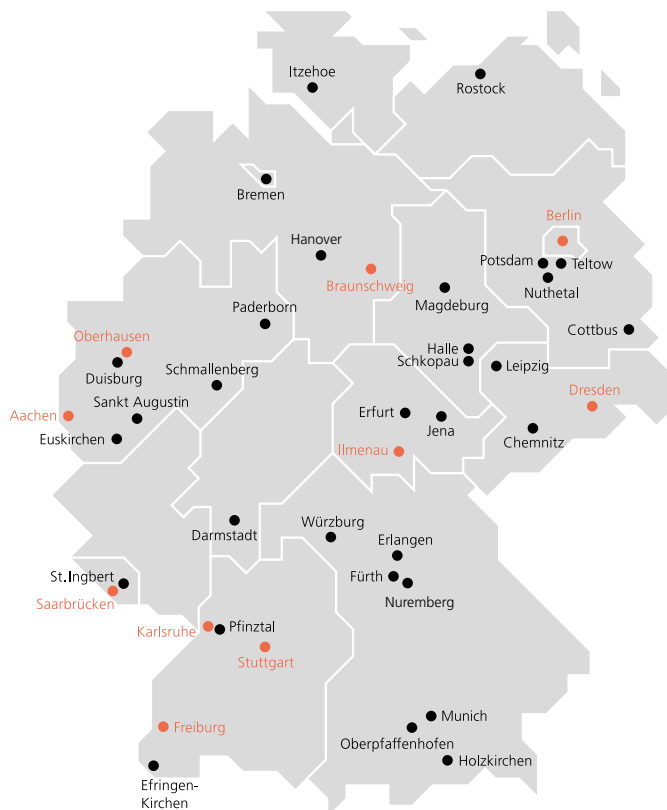 Itzehoe
Rostock
Bremen
Berlin
Hanover
Potsdam
Teltow
Braunschweig
Nuthetal
Magdeburg
Paderborn
Cottbus
Oberhausen
Halle
Schkopau
Leipzig
Duisburg
Schmallenberg
Dresden
Sankt Augustin
Aachen
Erfurt
Jena
Euskirchen
Chemnitz
Ilmenau
Würzburg
Darmstadt
Erlangen
St.Ingbert
Fürth
Saarbrücken
Nuremberg
Karlsruhe
Pfinztal
Stuttgart
Munich
Freiburg
Oberpfaffenhofen
Holzkirchen
Efringen-
Kirchen